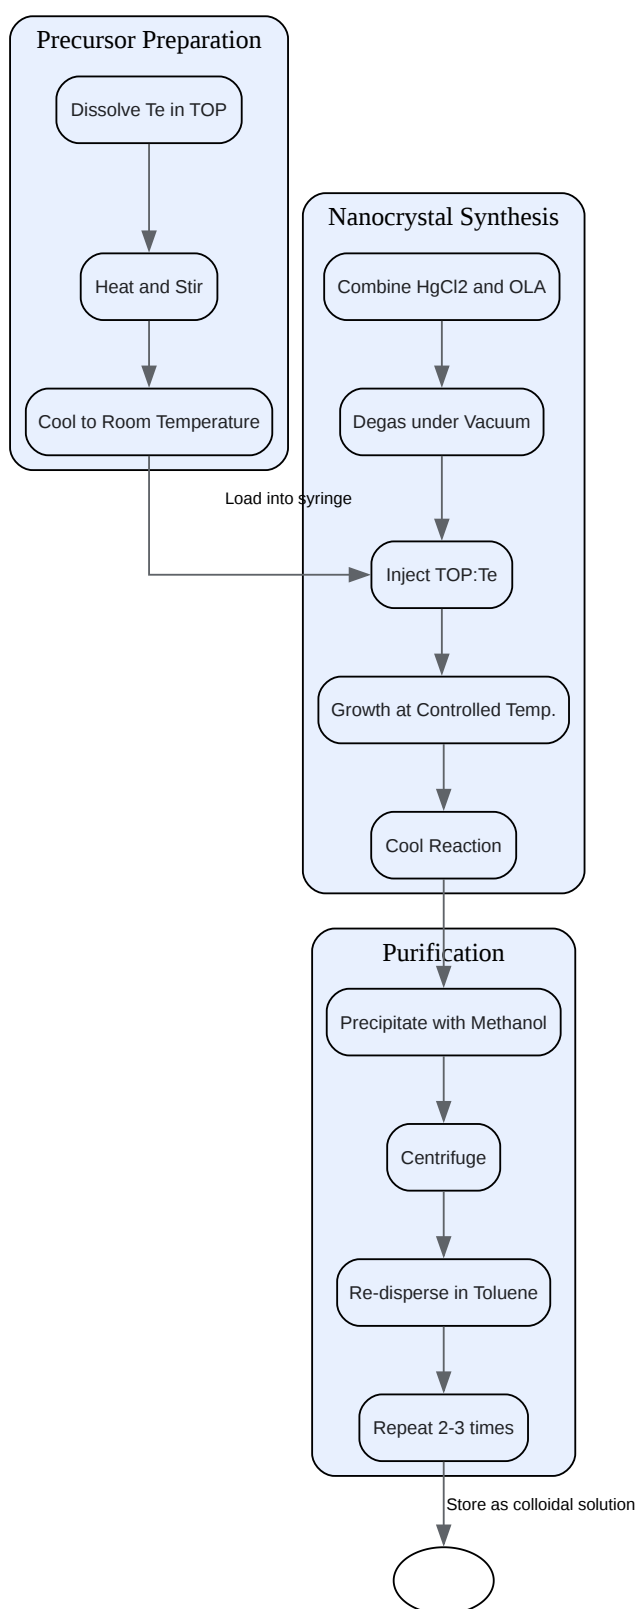 Precursor Preparation
Dissolve Te in TOP
Heat and Stir
Cool to Room Temperature
Load into syringe
Nanocrystal Synthesis
Combine HgCl2 and OLA
Degas under Vacuum
Inject TOP:Te
Growth at Controlled Temp.
Cool Reaction
Purification
Precipitate with Methanol
Centrifuge
Re-disperse in Toluene
Repeat 2-3 times
Store as colloidal solution